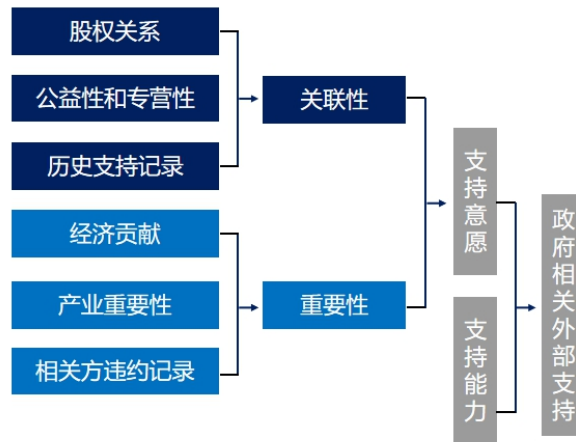 股权关系
公益性和专营性
历史支持记录
关联性
经济贡献
产业重要性
相关方违约记录
重要性
支持意愿
支持能力
政府相关外部支持